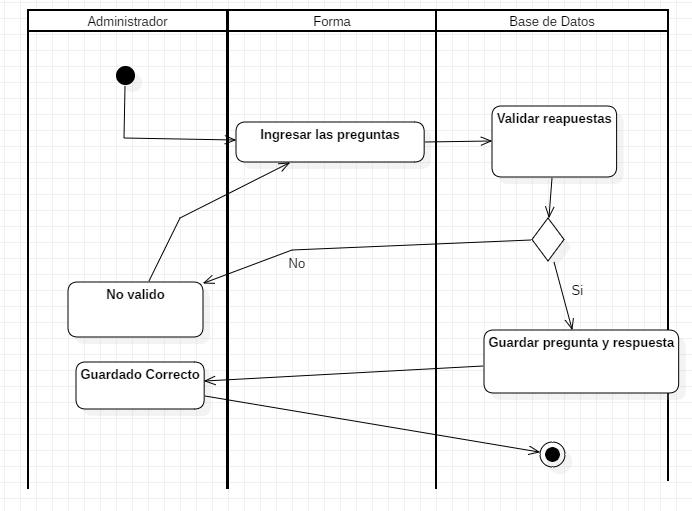 Administrador
Forma
Base de Datos
Ingresar las preguntas
Validar reapuestas
No
Si
No valido
Guardar pregunta y respuesta
Guardado Correcto